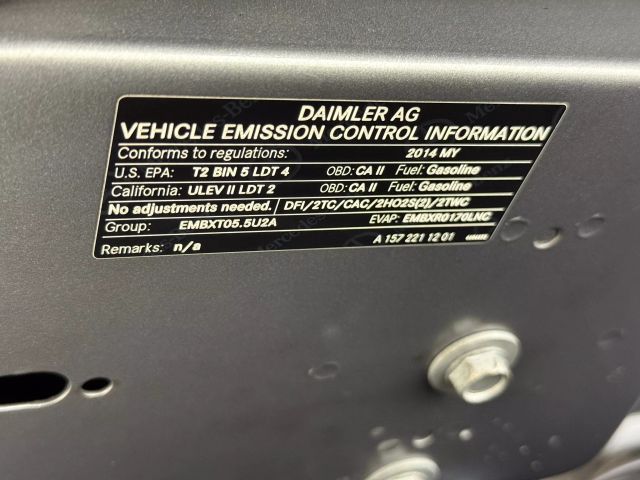 DAIMLER AG
VEHICLE EMISSION CONTROL INFORMATION
Conforms to regulations: 2014 MY
U.S. EPA: T2 BIN 5 LDT 4 OBD: CA II Fuel: Gasoline
California: ULEV II LDT 2 OBD: CA II Fuel: Gasoline
No adjustments needed. DFI/2TC/CAC/2HO2S(2)/2TWC
Group: EMBXT05.5U2A EVAP: EMBXR0170LNC
Remarks: n/a A 157 221 12 01